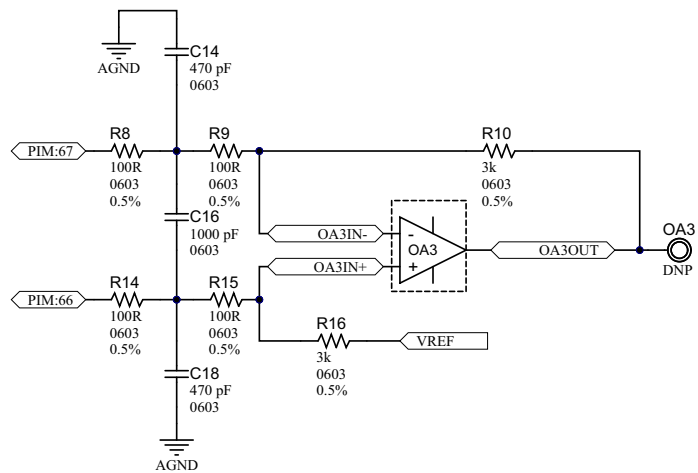 C14
470 pF
0603
AGND
R8
100R
0603
0.5%
R9
100R
0603
0.5%
R10
3k
0603
0.5%
PIM:67
C16
1000 pF
0603
OA3IN-
OA3IN+
-
+
OA3
OA3OUT
OA3
DNP
PIM:66
R14
100R
0603
0.5%
R15
100R
0603
0.5%
R16
3k
0603
0.5%
VREF
C18
470 pF
0603
AGND